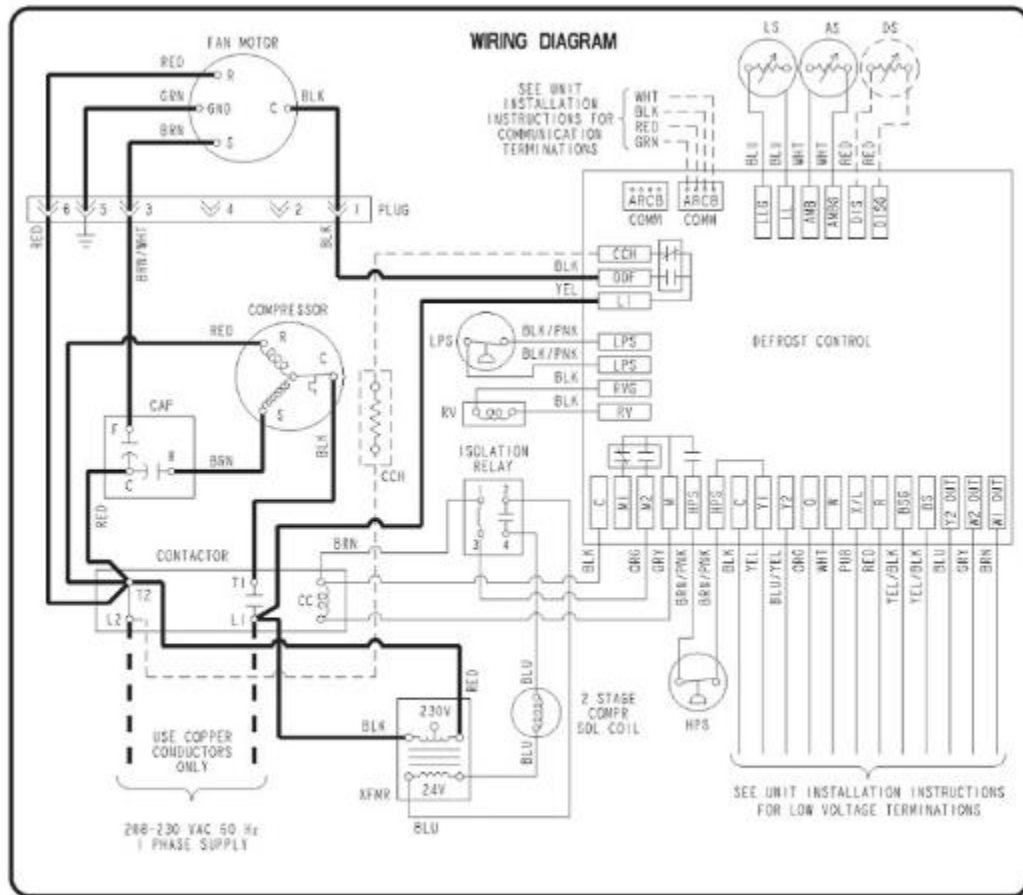 WIRING DIAGRAM
FAN MOTOR
RED
R
GRN
GND
C
BLK
BRN
S
SEE UNIT
INSTALLATION
INSTRUCTIONS FOR
COMMUNICATION
TERMINATIONS
WHT
BLK
RED
GRN
LS
AS
DS
BLU
BLU
WHT
WHT
RED
RED
ARCB
COMM
ARCB
COMM
LLG
LL
AMB
AMBG
DIS
DISG
6
5
3
4
2
1
PLUG
RED
BRN/WHT
BLK
CCH
BLK
ODF
YEL
L1
COMPRESSOR
RED
R
C
S
LPS
BLK/PNK
LPS
BLK/PNK
LPS
BLK
RVG
RV
BLK
RV
DEFROST CONTROL
CAP
F
H
C
BRN
BLK
RED
CCH
ISOLATION
RELAY
1
2
3
4
BRN
C
M1
M2
M
HPS
HPS
C
Y1
Y2
O
W
X/L
R
BSG
BS
Y2 OUT
W2 OUT
W1 OUT
BLK
ORG
GRY
BRN/PNK
BRN/PNK
BLK
YEL
BLU/YEL
ORG
WHT
PUR
RED
YEL/BLK
YEL/BLK
BLU
GRY
BRN
CONTACTOR
T2
T1
CC
L2
L1
RED
BLK
230V
24V
XFMR
BLU
BLU
BLU
2 STAGE
COMPR
SOL COIL
HPS
USE COPPER
CONDUCTORS
ONLY
208-230 VAC 60 Hz
1 PHASE SUPPLY
SEE UNIT INSTALLATION INSTRUCTIONS
FOR LOW VOLTAGE TERMINATIONS